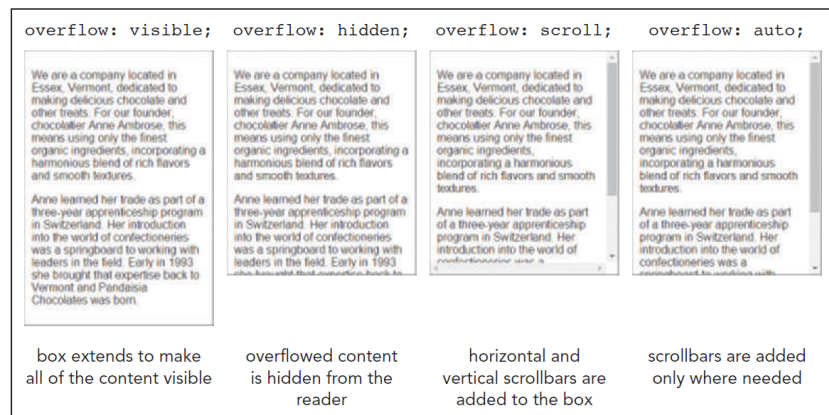 overflow: visible;
We are a company located in
Essex, Vermont, dedicated to
making delicious chocolate and
other treats. For our founder,
chocolatier Anne Ambrose, this
means using only the finest
organic ingredients, incorporating a
harmonious blend of rich flavors
and smooth textures.
Anne learned her trade as part of a
three-year apprenticeship program
in Switzerland. Her introduction
into the world of confectioneries
was a springboard to working with
leaders in the field. Early in 1993
she brought that expertise back to
Vermont and Pandaisia
Chocolates was born.
box extends to make
all of the content visible
overflow: hidden;
We are a company located in
Essex, Vermont, dedicated to
making delicious chocolate and
other treats. For our founder,
chocolatier Anne Ambrose, this
means using only the finest
organic ingredients, incorporating a
harmonious blend of rich flavors
and smooth textures.
Anne learned her trade as part of a
three-year apprenticeship program
in Switzerland. Her introduction
into the world of confectioneries
was a springboard to working with
leaders in the field. Early in 1993
she brought that expertise back to
overflowed content
is hidden from the
reader
overflow: scroll;
We are a company located in
Essex, Vermont, dedicated to
making delicious chocolate and
other treats. For our founder,
chocolatier Anne Ambrose, this
means using only the finest
organic ingredients,
incorporating a harmonious
blend of rich flavors and smooth
textures.
Anne learned her trade as part
of a three-year apprenticeship
program in Switzerland. Her
introduction into the world of
confectioneries was a
horizontal and
vertical scrollbars are
added to the box
overflow: auto;
We are a company located in
Essex, Vermont, dedicated to
making delicious chocolate and
other treats. For our founder,
chocolatier Anne Ambrose, this
means using only the finest
organic ingredients,
incorporating a harmonious
blend of rich flavors and smooth
textures.
Anne learned her trade as part
of a three-year apprenticeship
program in Switzerland. Her
introduction into the world of
confectioneries was a
springboard to working with
scrollbars are added
only where needed